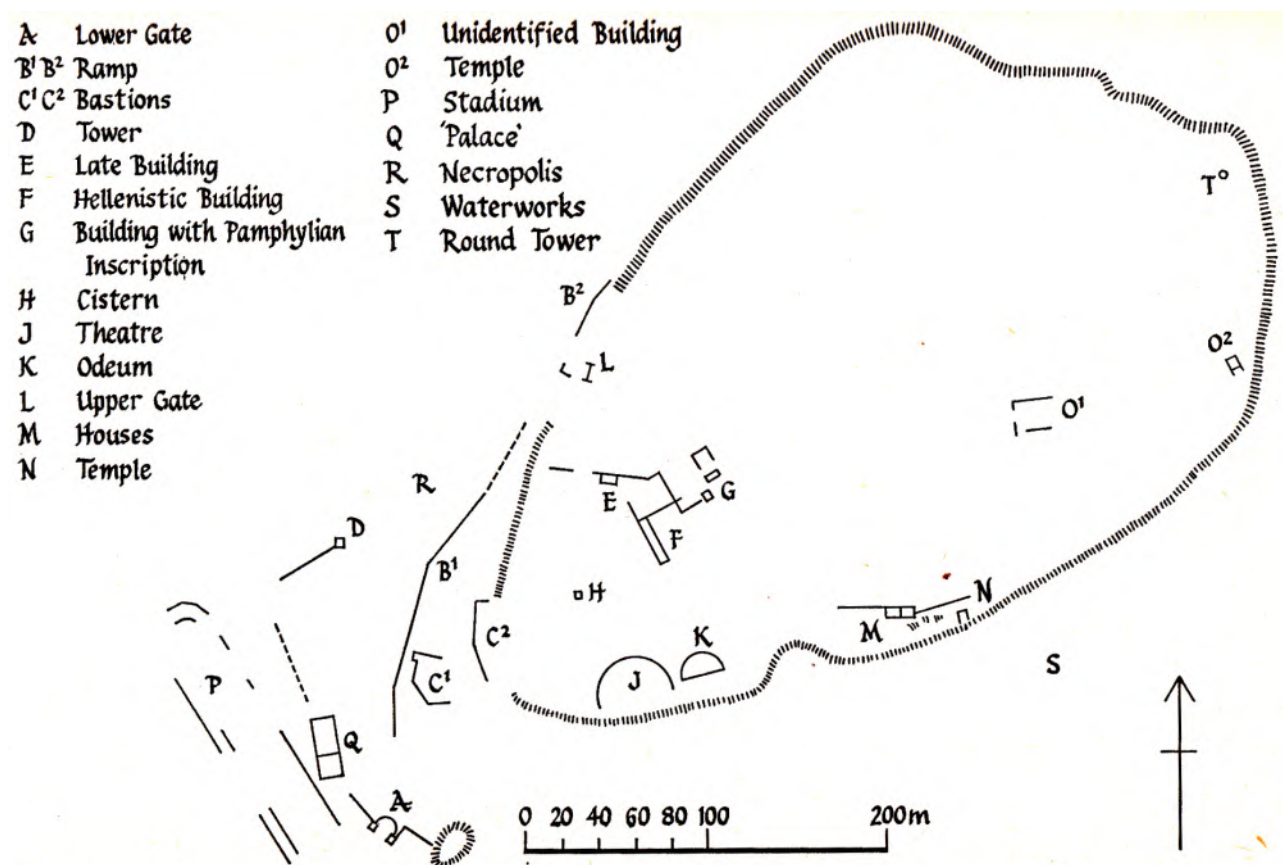 A Lower Gate
B¹ B² Ramp
C¹ C² Bastions
D Tower
E Late Building
F Hellenistic Building
G Building with Pamphylian
Inscription
H Cistern
J Theatre
K Odeum
L Upper Gate
M Houses
N Temple
O¹ Unidentified Building
O² Temple
P Stadium
Q 'Palace'
R Necropolis
S Waterworks
T Round Tower
T
B²
L
O²
O¹
R
E
G
D
F
B¹
H
N
M
C²
K
S
P
C¹
J
Q
A
0 20 40 60 80 100 200m